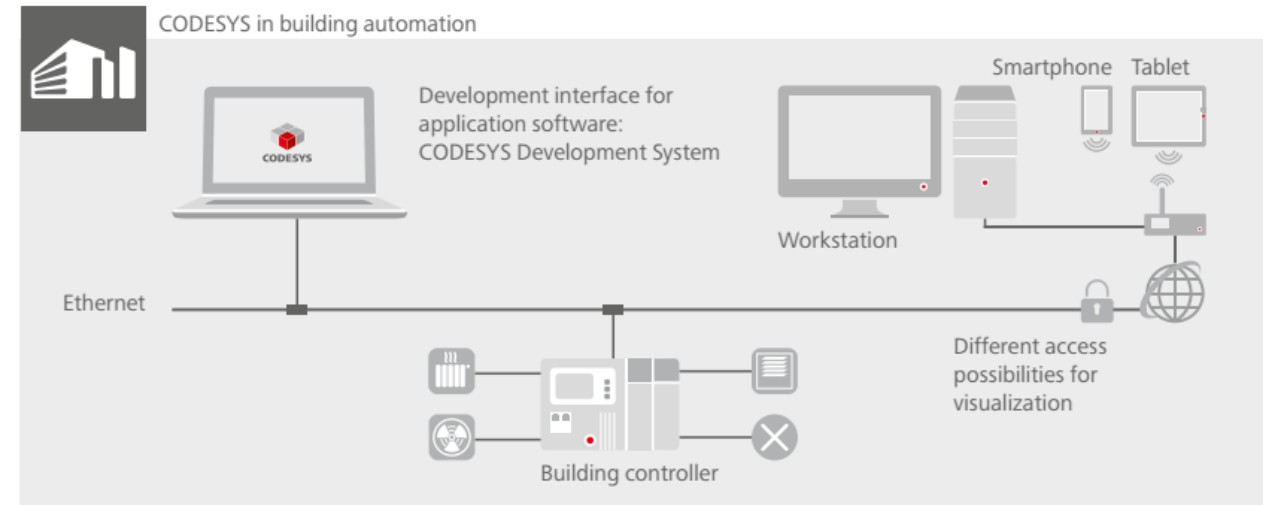 CODESYS in building automation
Smartphone Tablet
Development interface for
application software:
CODESYS Development System
CODESYS
Workstation
Ethernet
Different access
possibilities for
visualization
Building controller